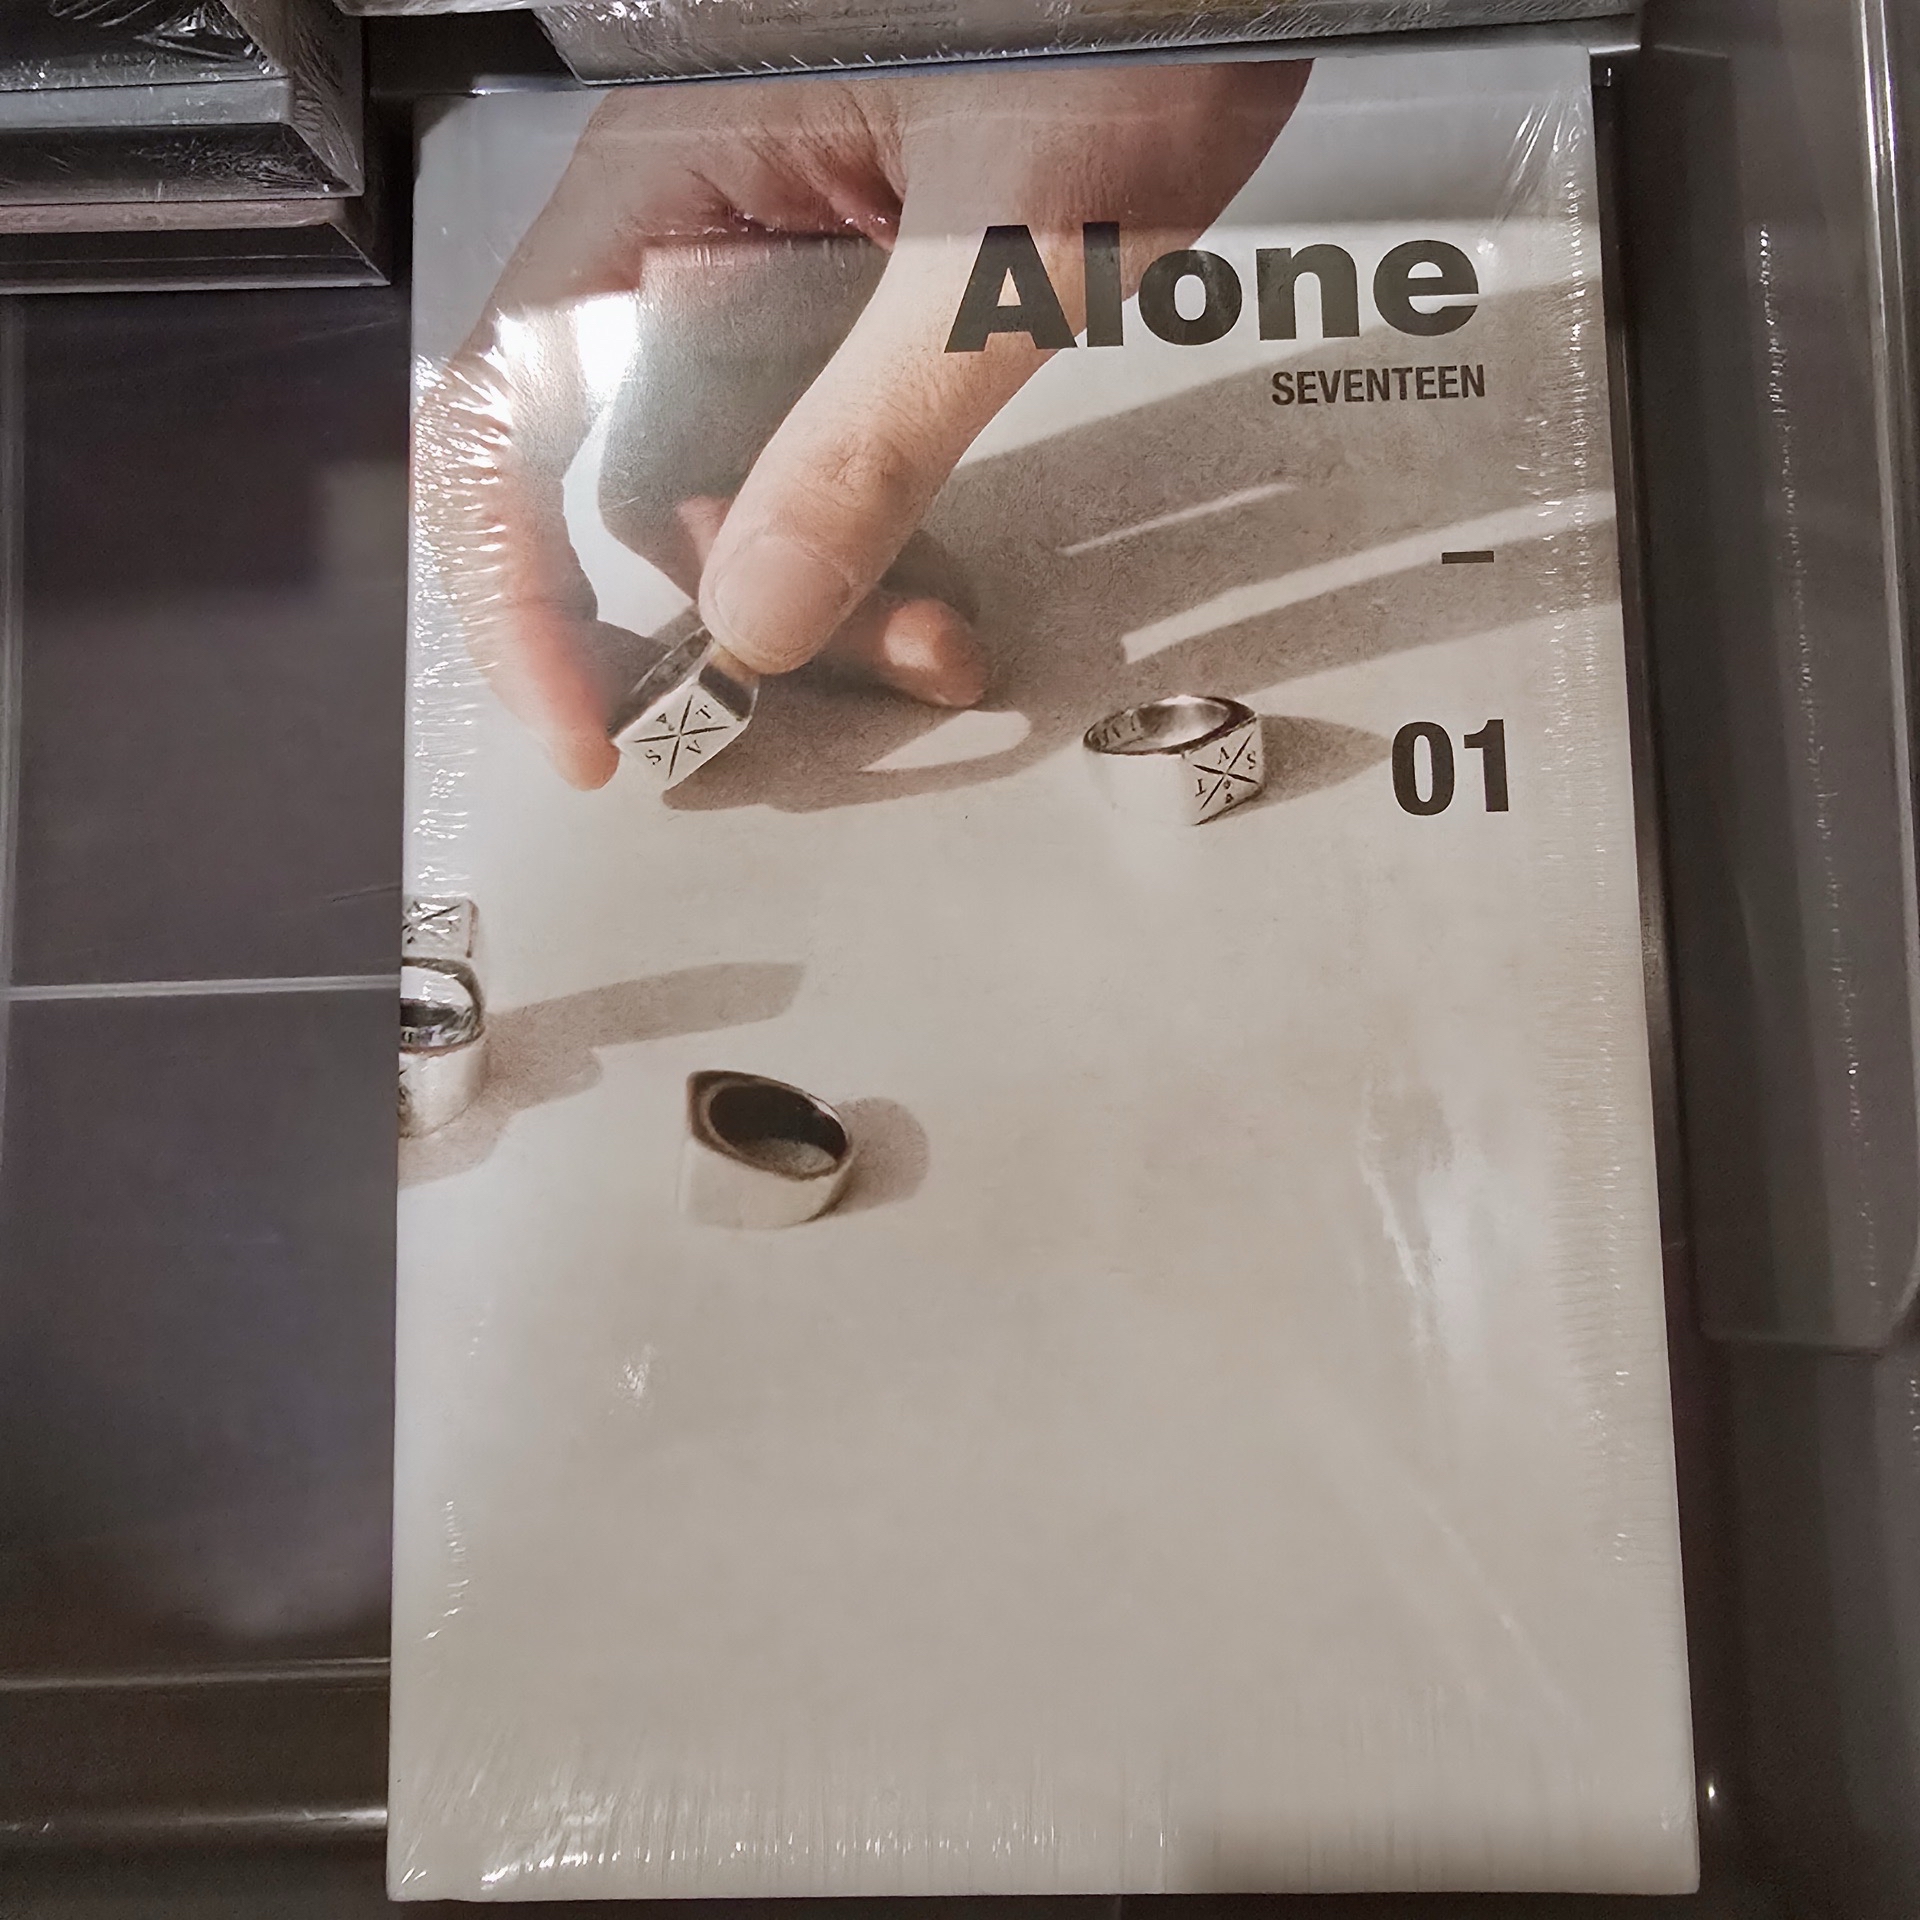 Alone
SEVENTEEN
–
01
S V T